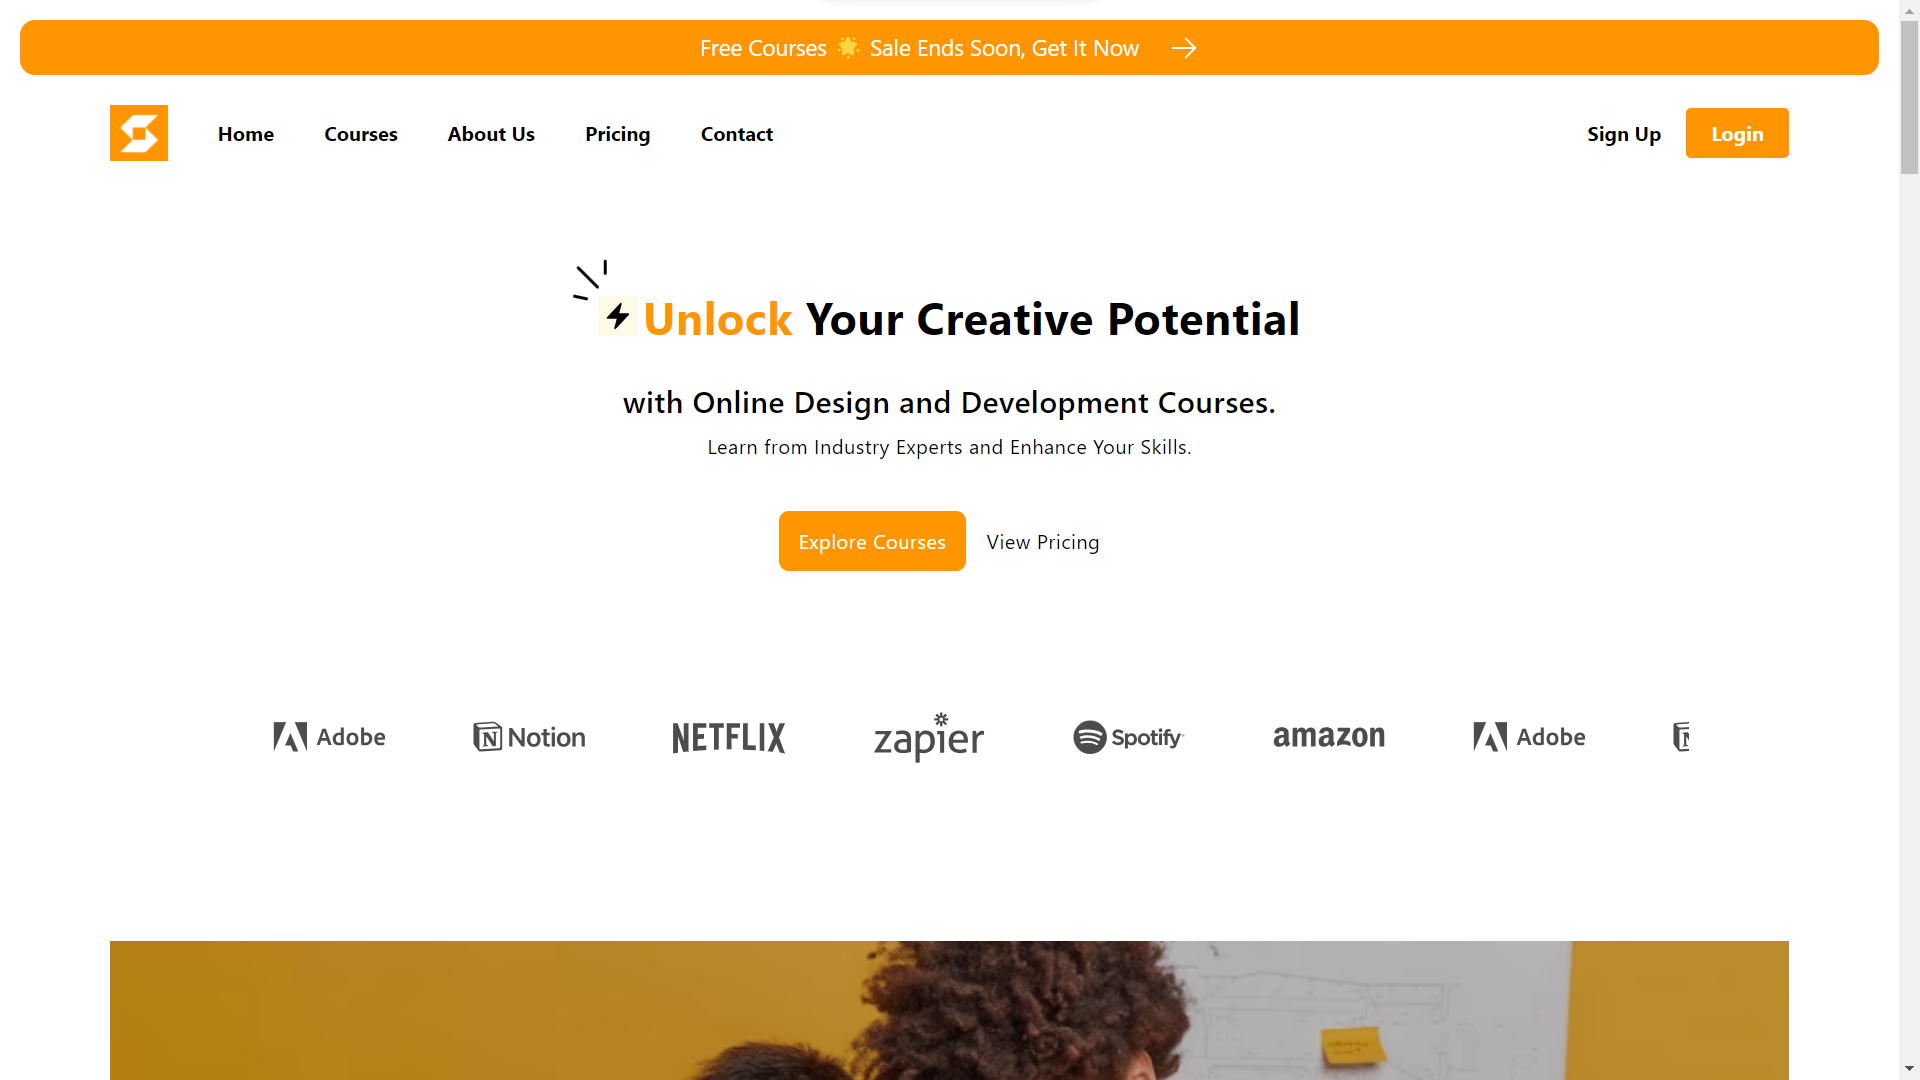 Free Courses 🌟 Sale Ends Soon, Get It Now
Home Courses About Us Pricing Contact Sign Up Login
Unlock Your Creative Potential
with Online Design and Development Courses.
Learn from Industry Experts and Enhance Your Skills.
Explore Courses View Pricing
Adobe Notion NETFLIX zapier Spotify amazon Adobe